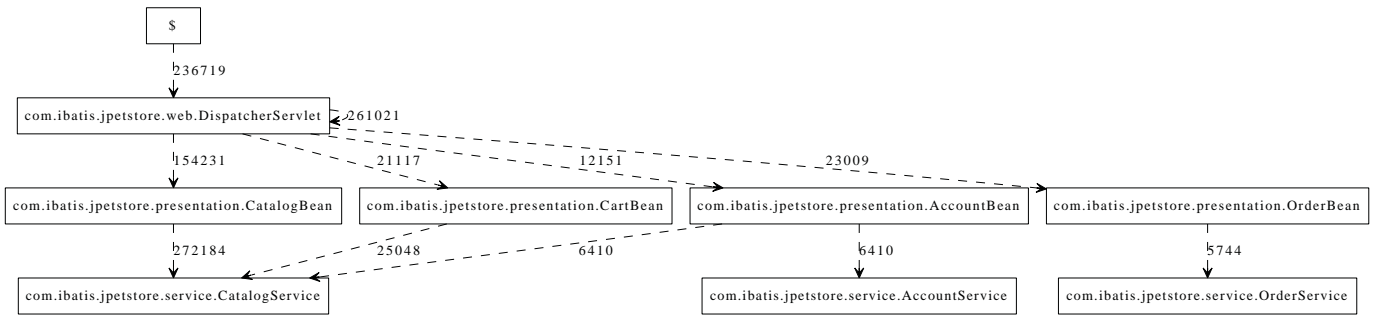 $
236719
com.ibatis.jpetstore.web.DispatcherServlet
261021
154231
21117
12151
23009
com.ibatis.jpetstore.presentation.CatalogBean
com.ibatis.jpetstore.presentation.CartBean
com.ibatis.jpetstore.presentation.AccountBean
com.ibatis.jpetstore.presentation.OrderBean
272184
25048
6410
6410
5744
com.ibatis.jpetstore.service.CatalogService
com.ibatis.jpetstore.service.AccountService
com.ibatis.jpetstore.service.OrderService